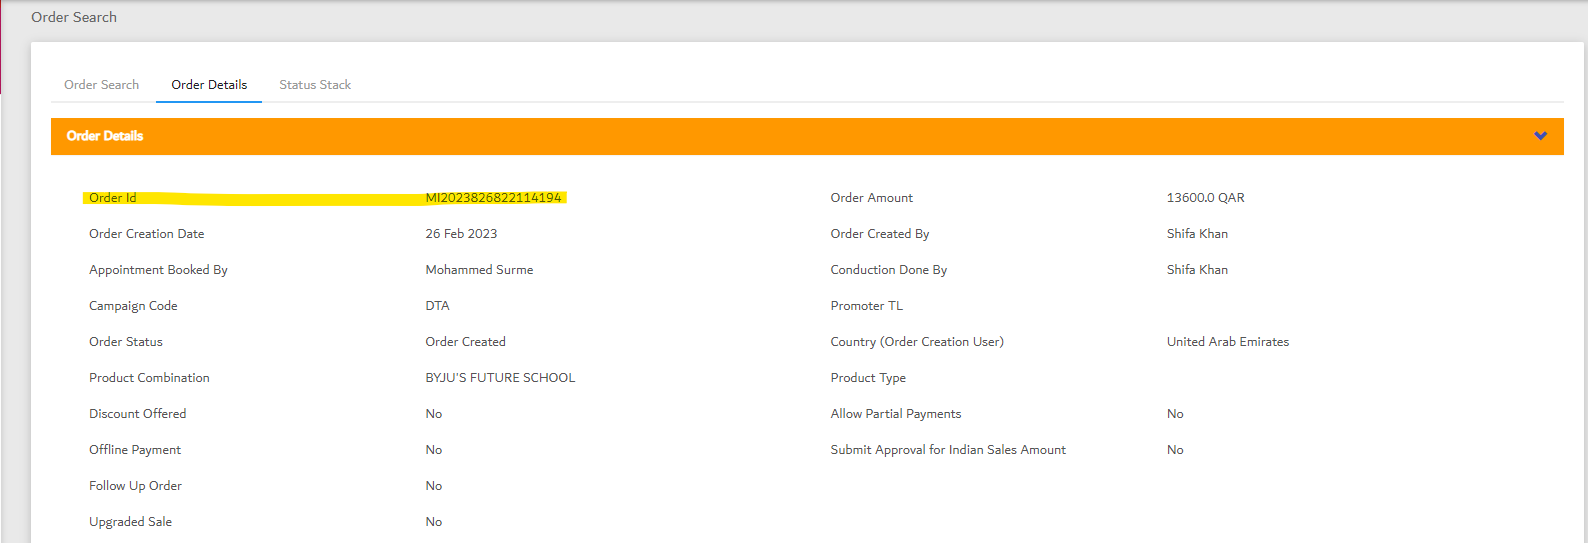 Order Search
Order Search Order Details Status Stack
Order Details
Order Id MI2023826822114194 Order Amount 13600.0 QAR
Order Creation Date 26 Feb 2023 Order Created By Shifa Khan
Appointment Booked By Mohammed Surme Conduction Done By Shifa Khan
Campaign Code DTA Promoter TL
Order Status Order Created Country (Order Creation User) United Arab Emirates
Product Combination BYJU'S FUTURE SCHOOL Product Type
Discount Offered No Allow Partial Payments No
Offline Payment No Submit Approval for Indian Sales Amount No
Follow Up Order No
Upgraded Sale No